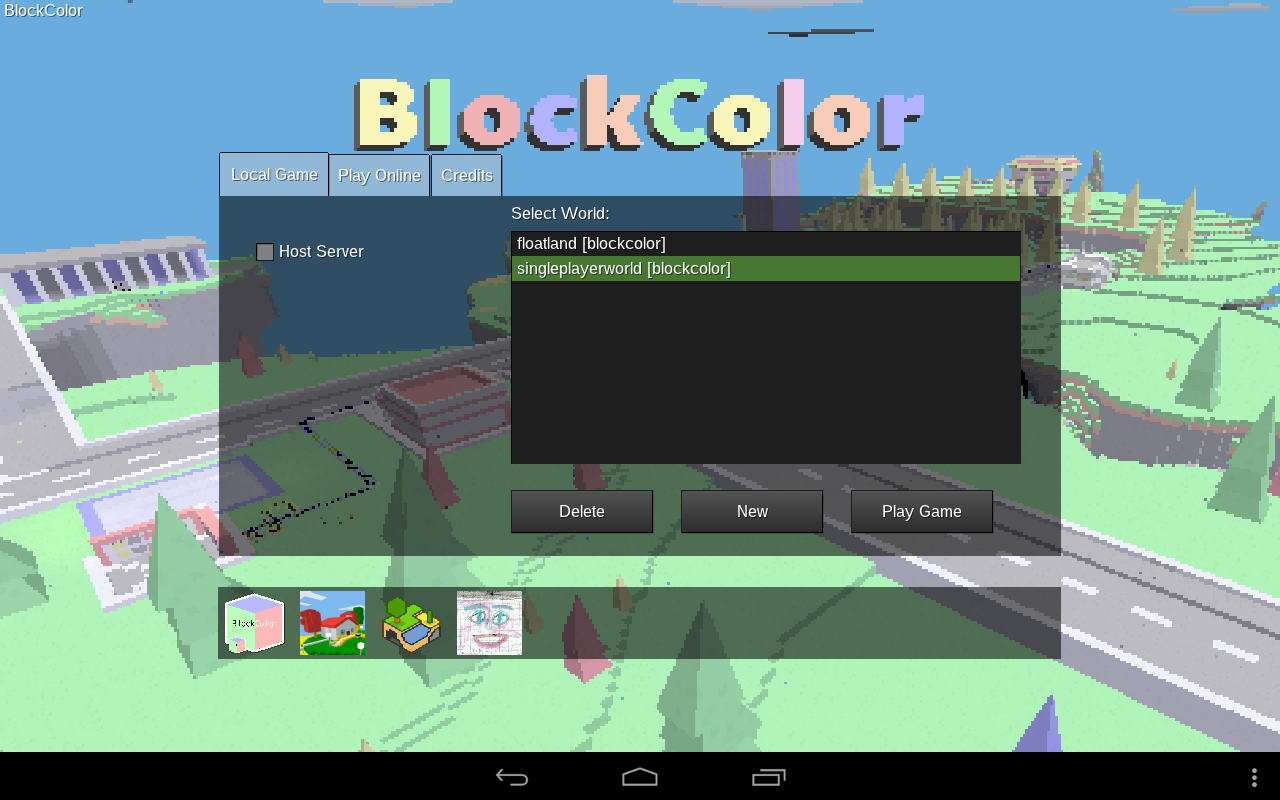 BlockColor
BlockColor
Local Game
Play Online
Credits
Select World:
Host Server
floatland [blockcolor]
singleplayerworld [blockcolor]
Delete
New
Play Game
BlockColor